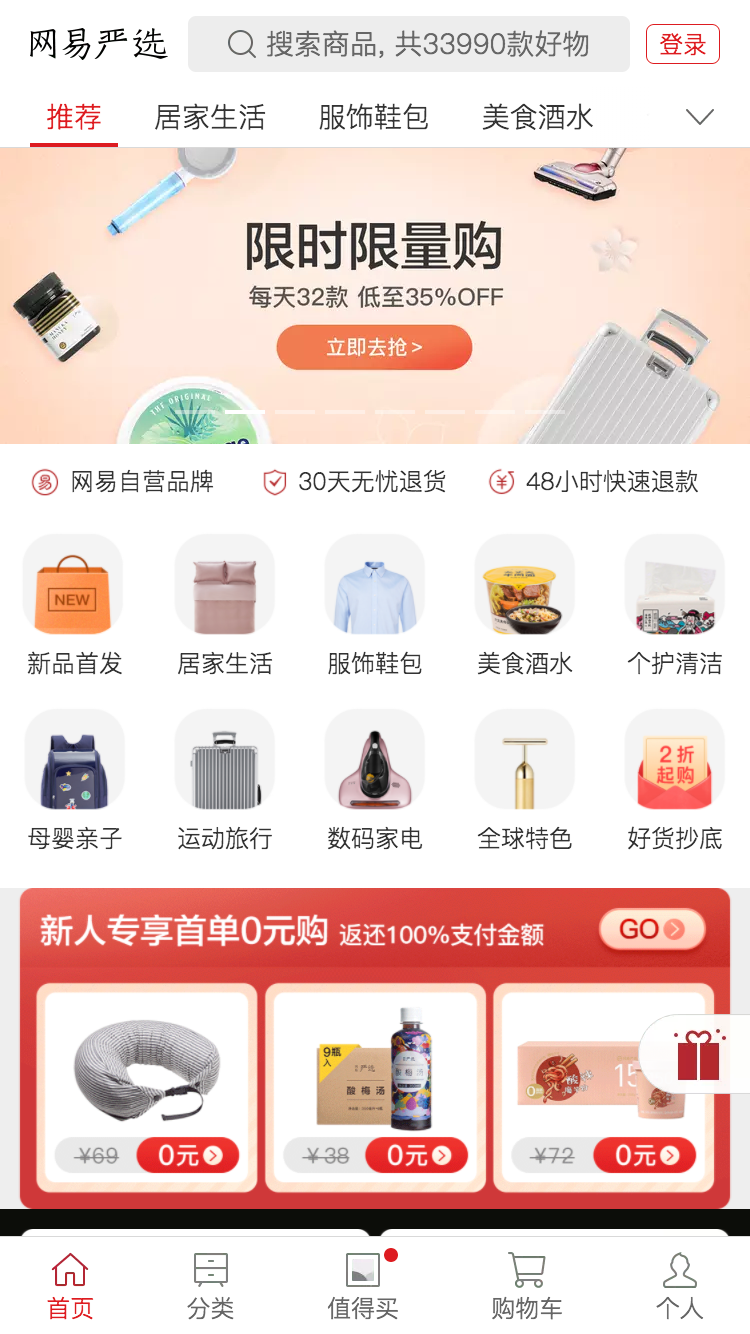 网易严选
搜索商品, 共33990款好物
登录
推荐 居家生活 服饰鞋包 美食酒水
限时限量购
每天32款 低至35%OFF
立即去抢 >
THE ORIGINAL
网易自营品牌 30天无忧退货 48小时快速退款
NEW
新品首发 居家生活 服饰鞋包 美食酒水 个护清洁
2折
起购
母婴亲子 运动旅行 数码家电 全球特色 好货抄底
新人专享首单0元购 返还100%支付金额 GO
9瓶
入
酸梅汤
¥69 0元 ¥38 0元 ¥72 0元
首页 分类 值得买 购物车 个人